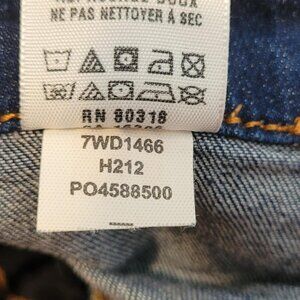 NE PAS NETTOYER À SEC
RN 80318
7WD1466
H212
PO4588500